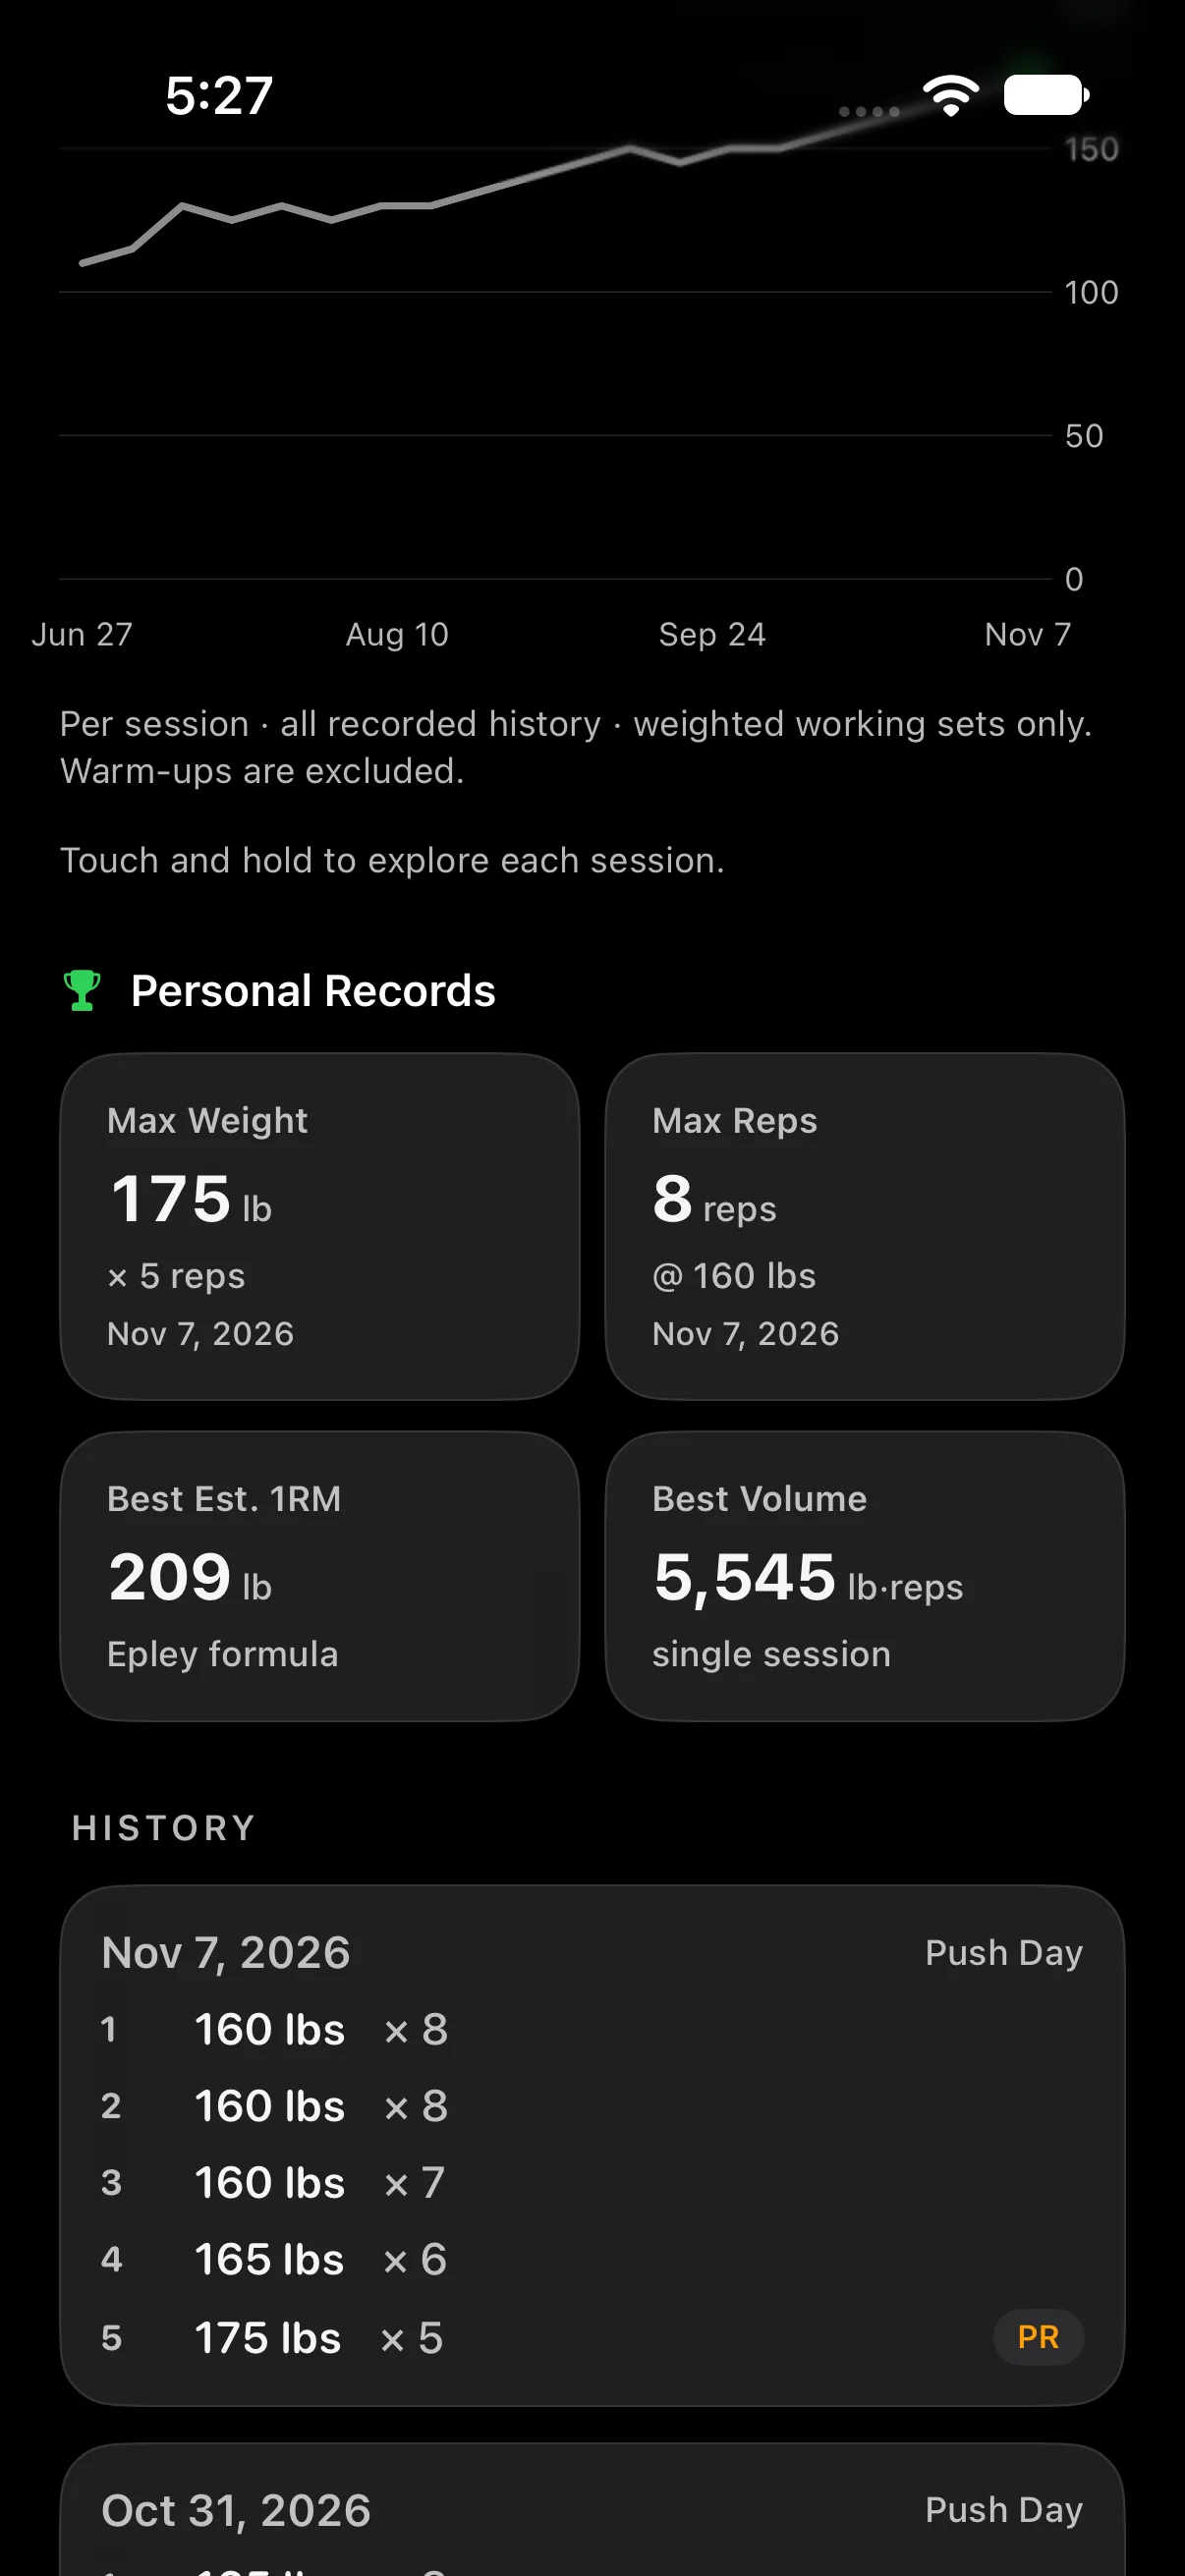 5:27
150
100
50
0
Jun 27 Aug 10 Sep 24 Nov 7
Per session · all recorded history · weighted working sets only.
Warm-ups are excluded.
Touch and hold to explore each session.
Personal Records
Max Weight
175 lb
× 5 reps
Nov 7, 2026
Max Reps
8 reps
@ 160 lbs
Nov 7, 2026
Best Est. 1RM
209 lb
Epley formula
Best Volume
5,545 lb·reps
single session
HISTORY
Nov 7, 2026 Push Day
1 160 lbs × 8
2 160 lbs × 8
3 160 lbs × 7
4 165 lbs × 6
5 175 lbs × 5 PR
Oct 31, 2026 Push Day